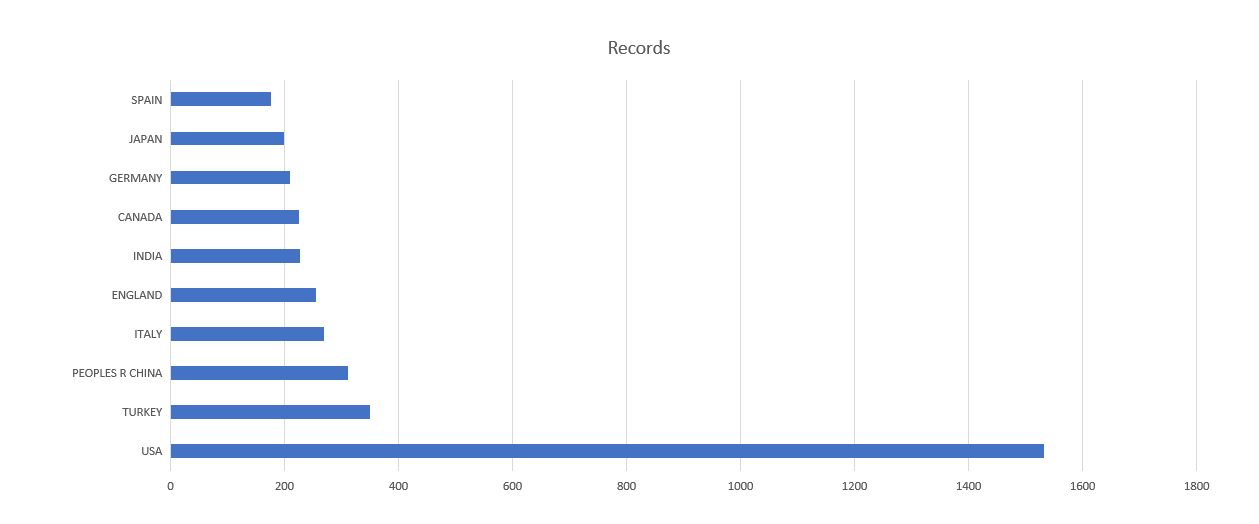 Records
SPAIN
JAPAN
GERMANY
CANADA
INDIA
ENGLAND
ITALY
PEOPLES R CHINA
TURKEY
USA
0 200 400 600 800 1000 1200 1400 1600 1800